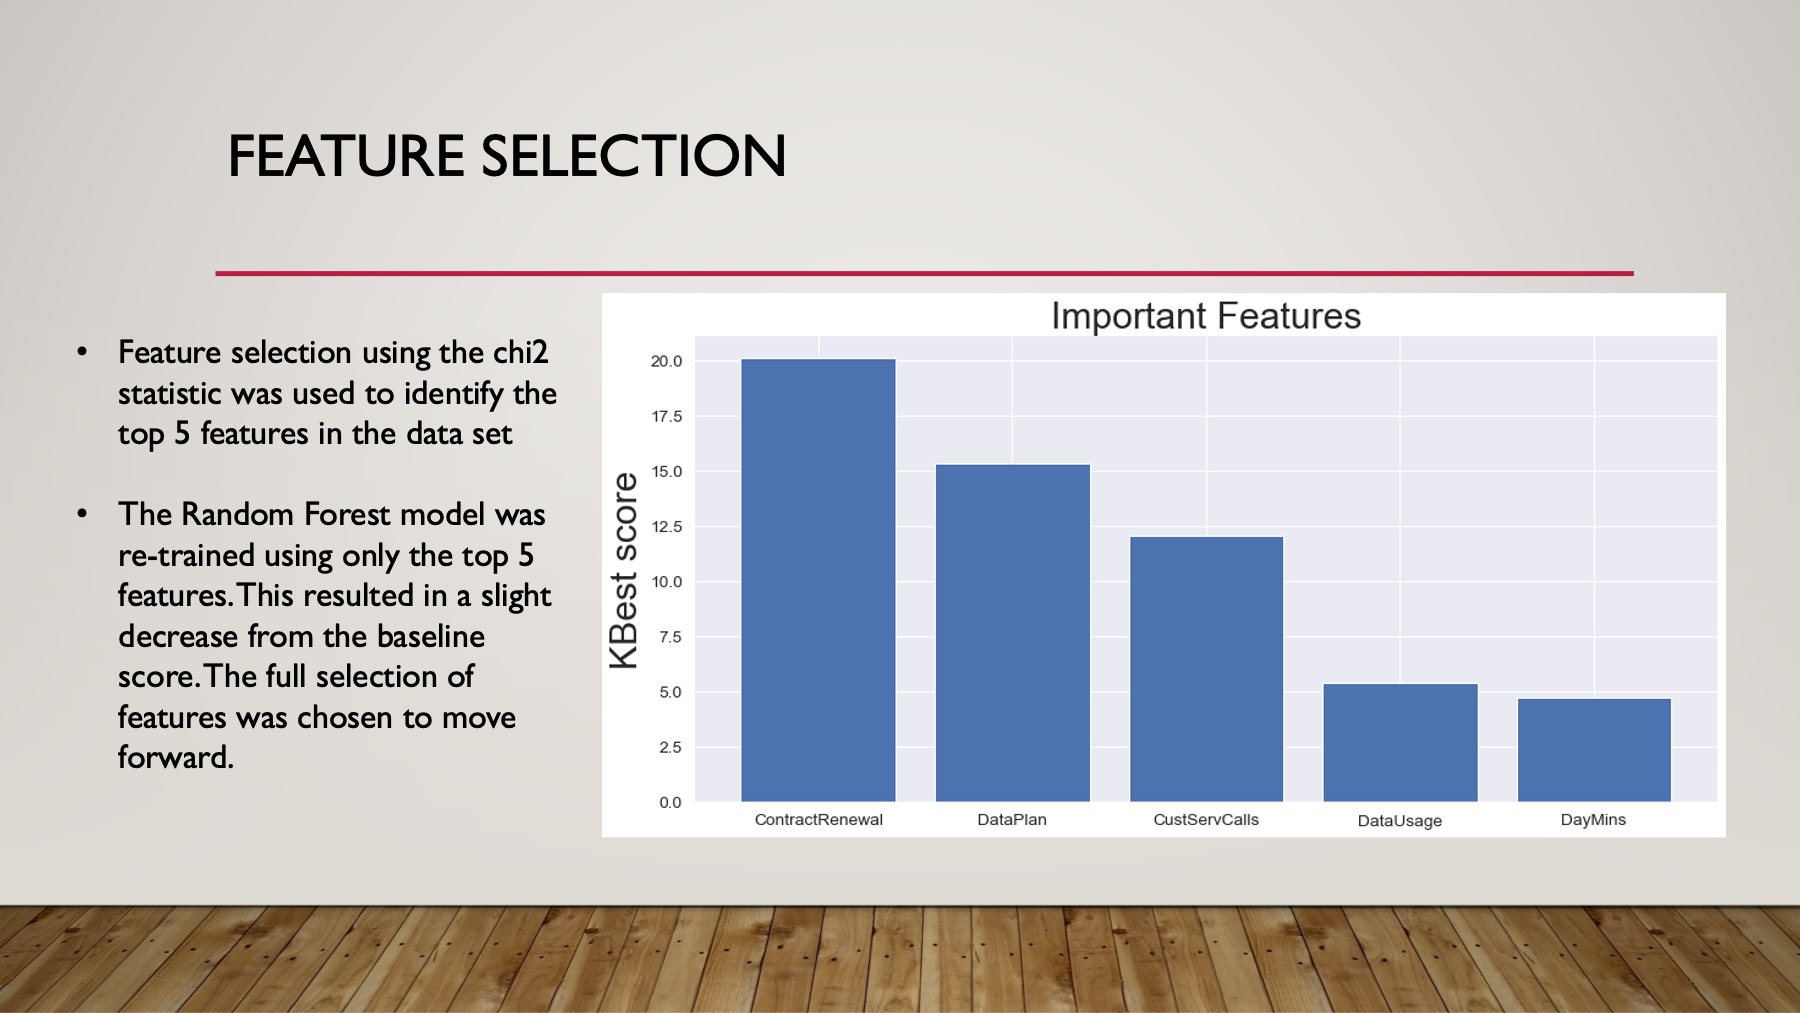 FEATURE SELECTION
• Feature selection using the chi2
statistic was used to identify the
top 5 features in the data set
• The Random Forest model was
re-trained using only the top 5
features. This resulted in a slight
decrease from the baseline
score. The full selection of
features was chosen to move
forward.
Important Features
KBest score
20.0
17.5
15.0
12.5
10.0
7.5
5.0
2.5
0.0
ContractRenewal DataPlan CustServCalls DataUsage DayMins